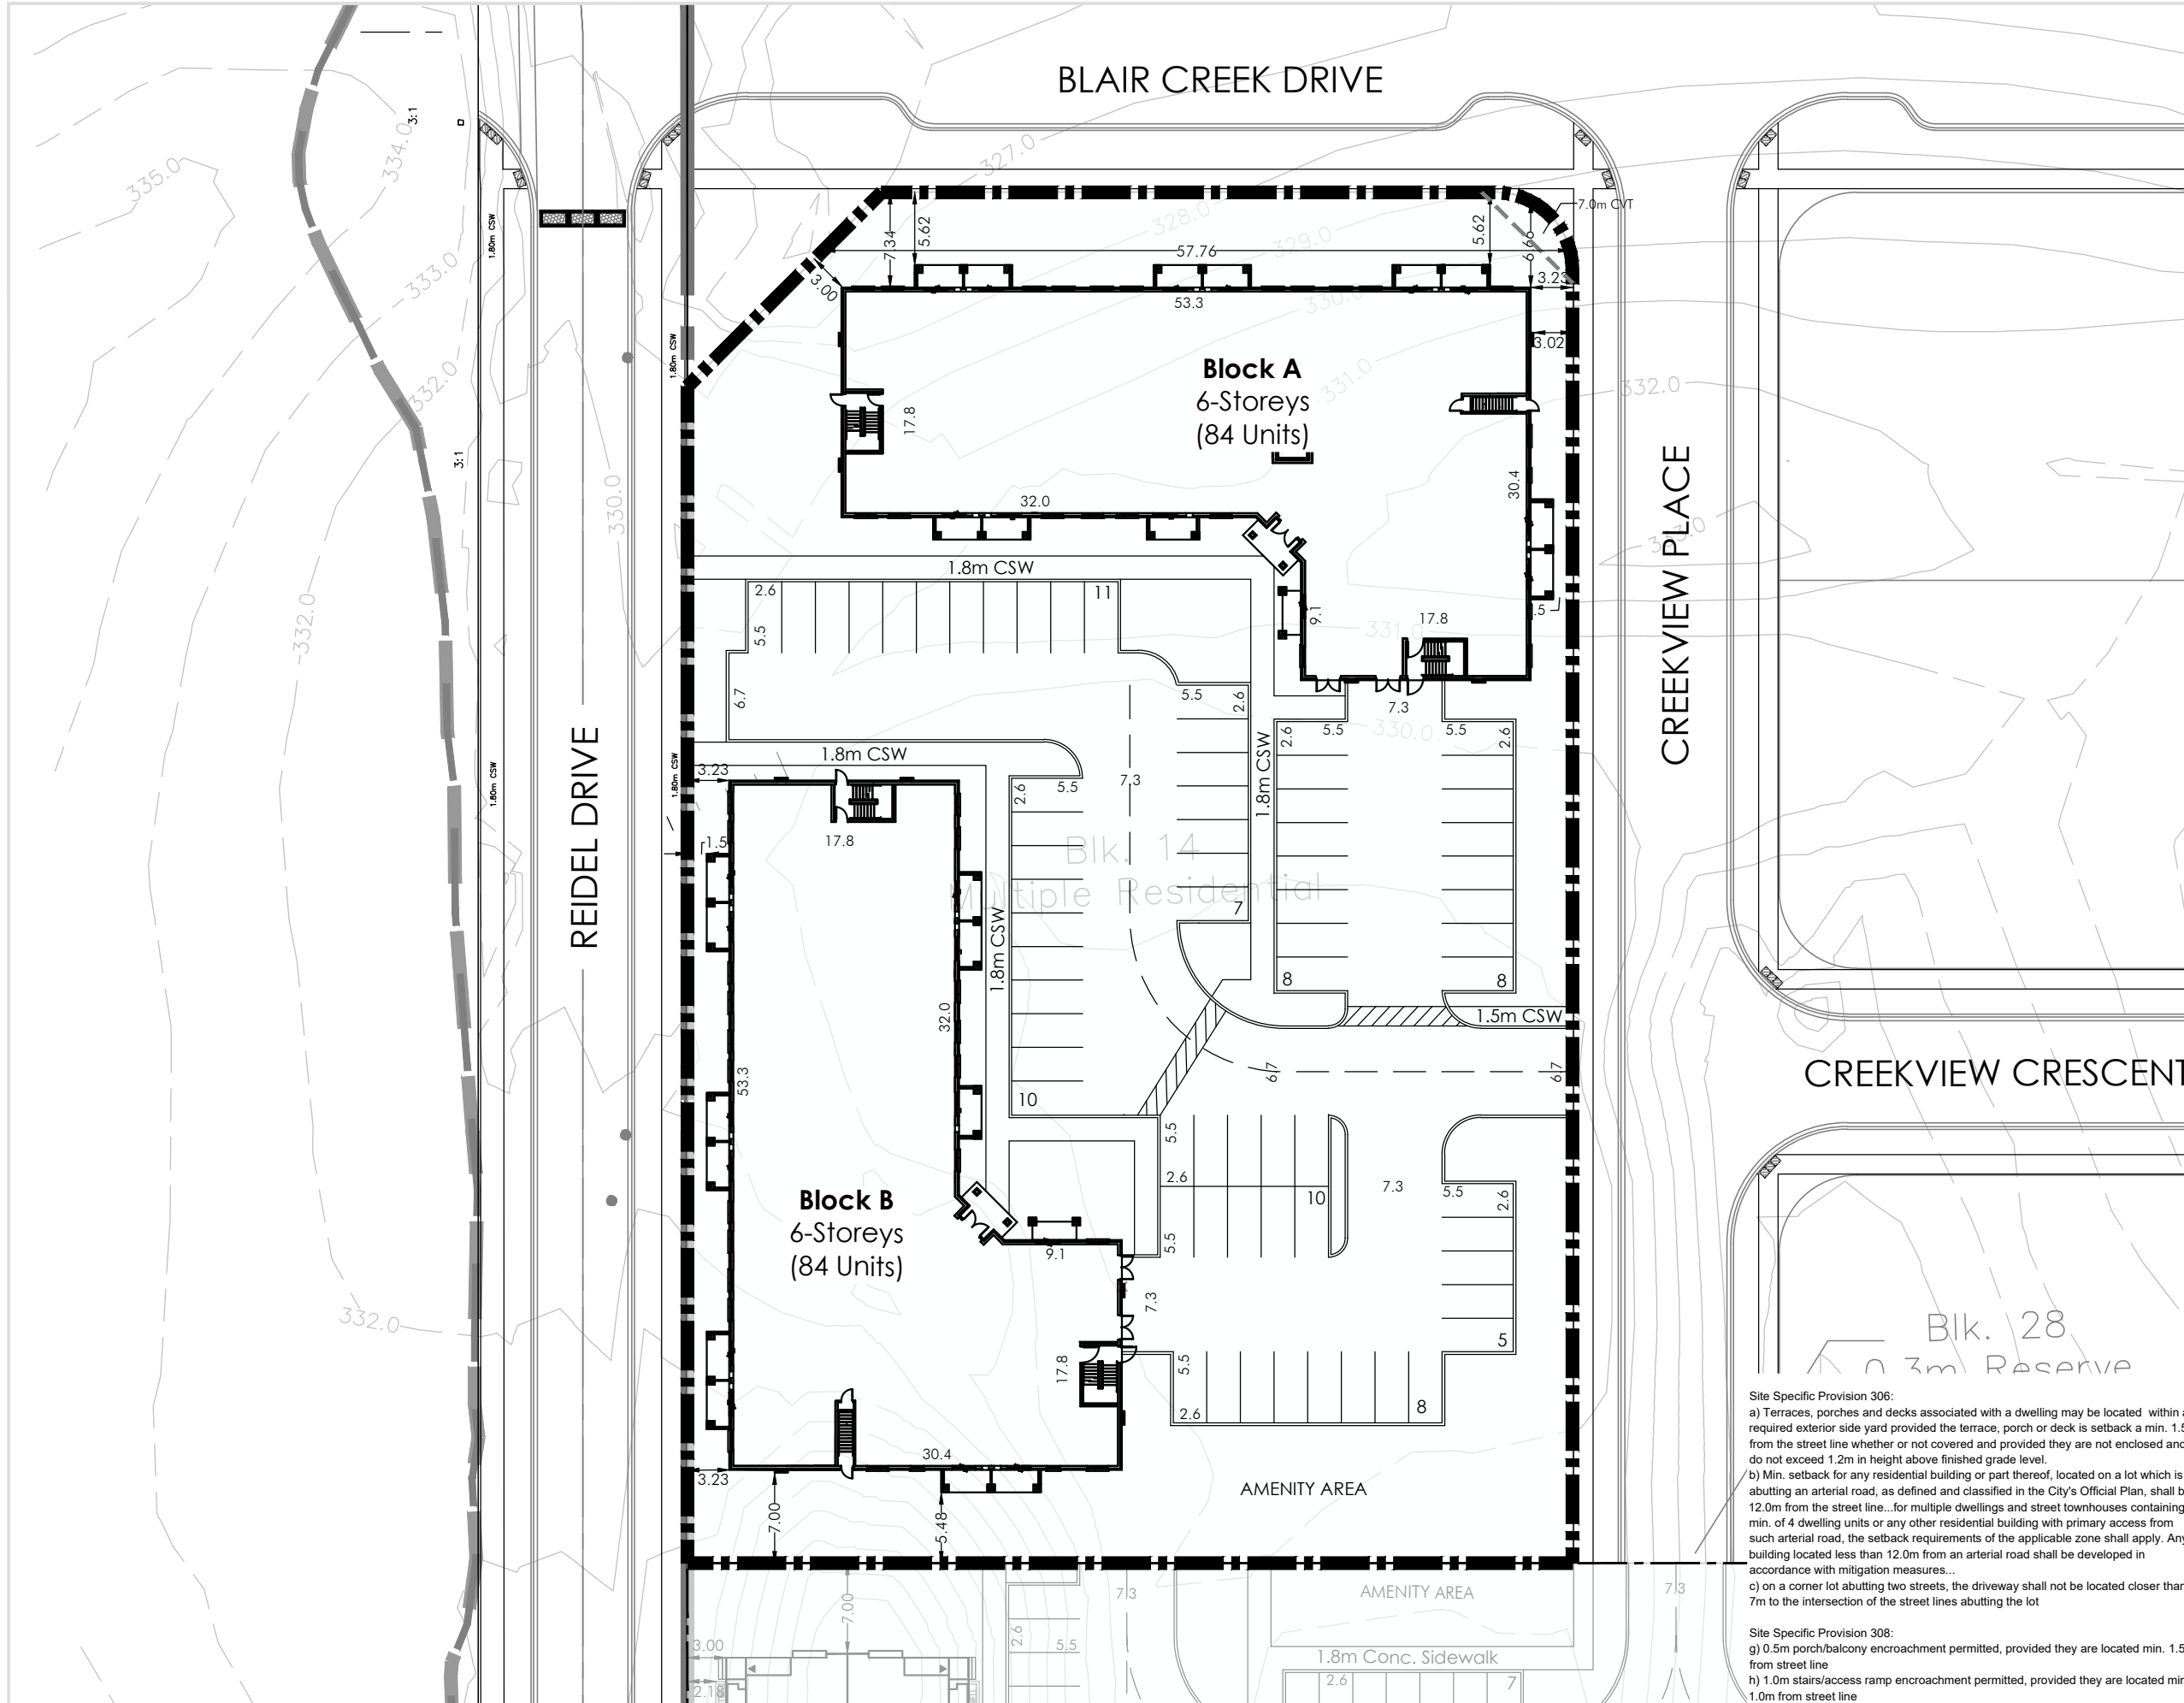 BLAIR CREEK DRIVE
3:1
334.0
335.0
327.0
328.0
329.0
333.0
1.80m CSW
7.0m CVT
7.34
5.62
5.62
6.66
57.76
3.00
3.23
53.3
330.0
3.02
1.80m CSW
Block A
6-Storeys
(84 Units)
331.0
332.0
332.0
17.8
3:1
30.4
330.0
32.0
CREEKVIEW PLACE
1.8m CSW
2.6
11
5.5
9.1
17.8
331.0
332.0
6.7
5.5
2.6
7.3
2.6
5.5
330.0
5.5
2.6
REIDEL DRIVE
1.8m CSW
1.80m CSW
1.80m CSW
3.23
2.6
5.5
7.3
1.8m CSW
1.5
17.8
Blk. 14
Multiple Residential
7
1.8m CSW
32.0
8
8
1.5m CSW
53.3
6.7
6.7
CREEKVIEW CRESCENT
10
5.5
2.6
10
7.3
5.5
2.6
Block B
6-Storeys
(84 Units)
9.1
5.5
7.3
332.0
5
17.8
5.5
2.6
8
Blk. 28
0.3m Reserve
30.4
3.23
7.00
5.48
AMENITY AREA
7.00
7.3
AMENITY AREA
7.3
3.00
2.6
5.5
1.8m Conc. Sidewalk
2.18
2.6
7
Site Specific Provision 306:
a) Terraces, porches and decks associated with a dwelling may be located within
required exterior side yard provided the terrace, porch or deck is setback a min. 1.5
from the street line whether or not covered and provided they are not enclosed and
do not exceed 1.2m in height above finished grade level.
b) Min. setback for any residential building or part thereof, located on a lot which is
abutting an arterial road, as defined and classified in the City's Official Plan, shall
12.0m from the street line...for multiple dwellings and street townhouses containing
min. of 4 dwelling units or any other residential building with primary access from
such arterial road, the setback requirements of the applicable zone shall apply. Any
building located less than 12.0m from an arterial road shall be developed in
accordance with mitigation measures...
c) on a corner lot abutting two streets, the driveway shall not be located closer than
7m to the intersection of the street lines abutting the lot
Site Specific Provision 308:
g) 0.5m porch/balcony encroachment permitted, provided they are located min. 1.5
from street line
h) 1.0m stairs/access ramp encroachment permitted, provided they are located min
1.0m from street line